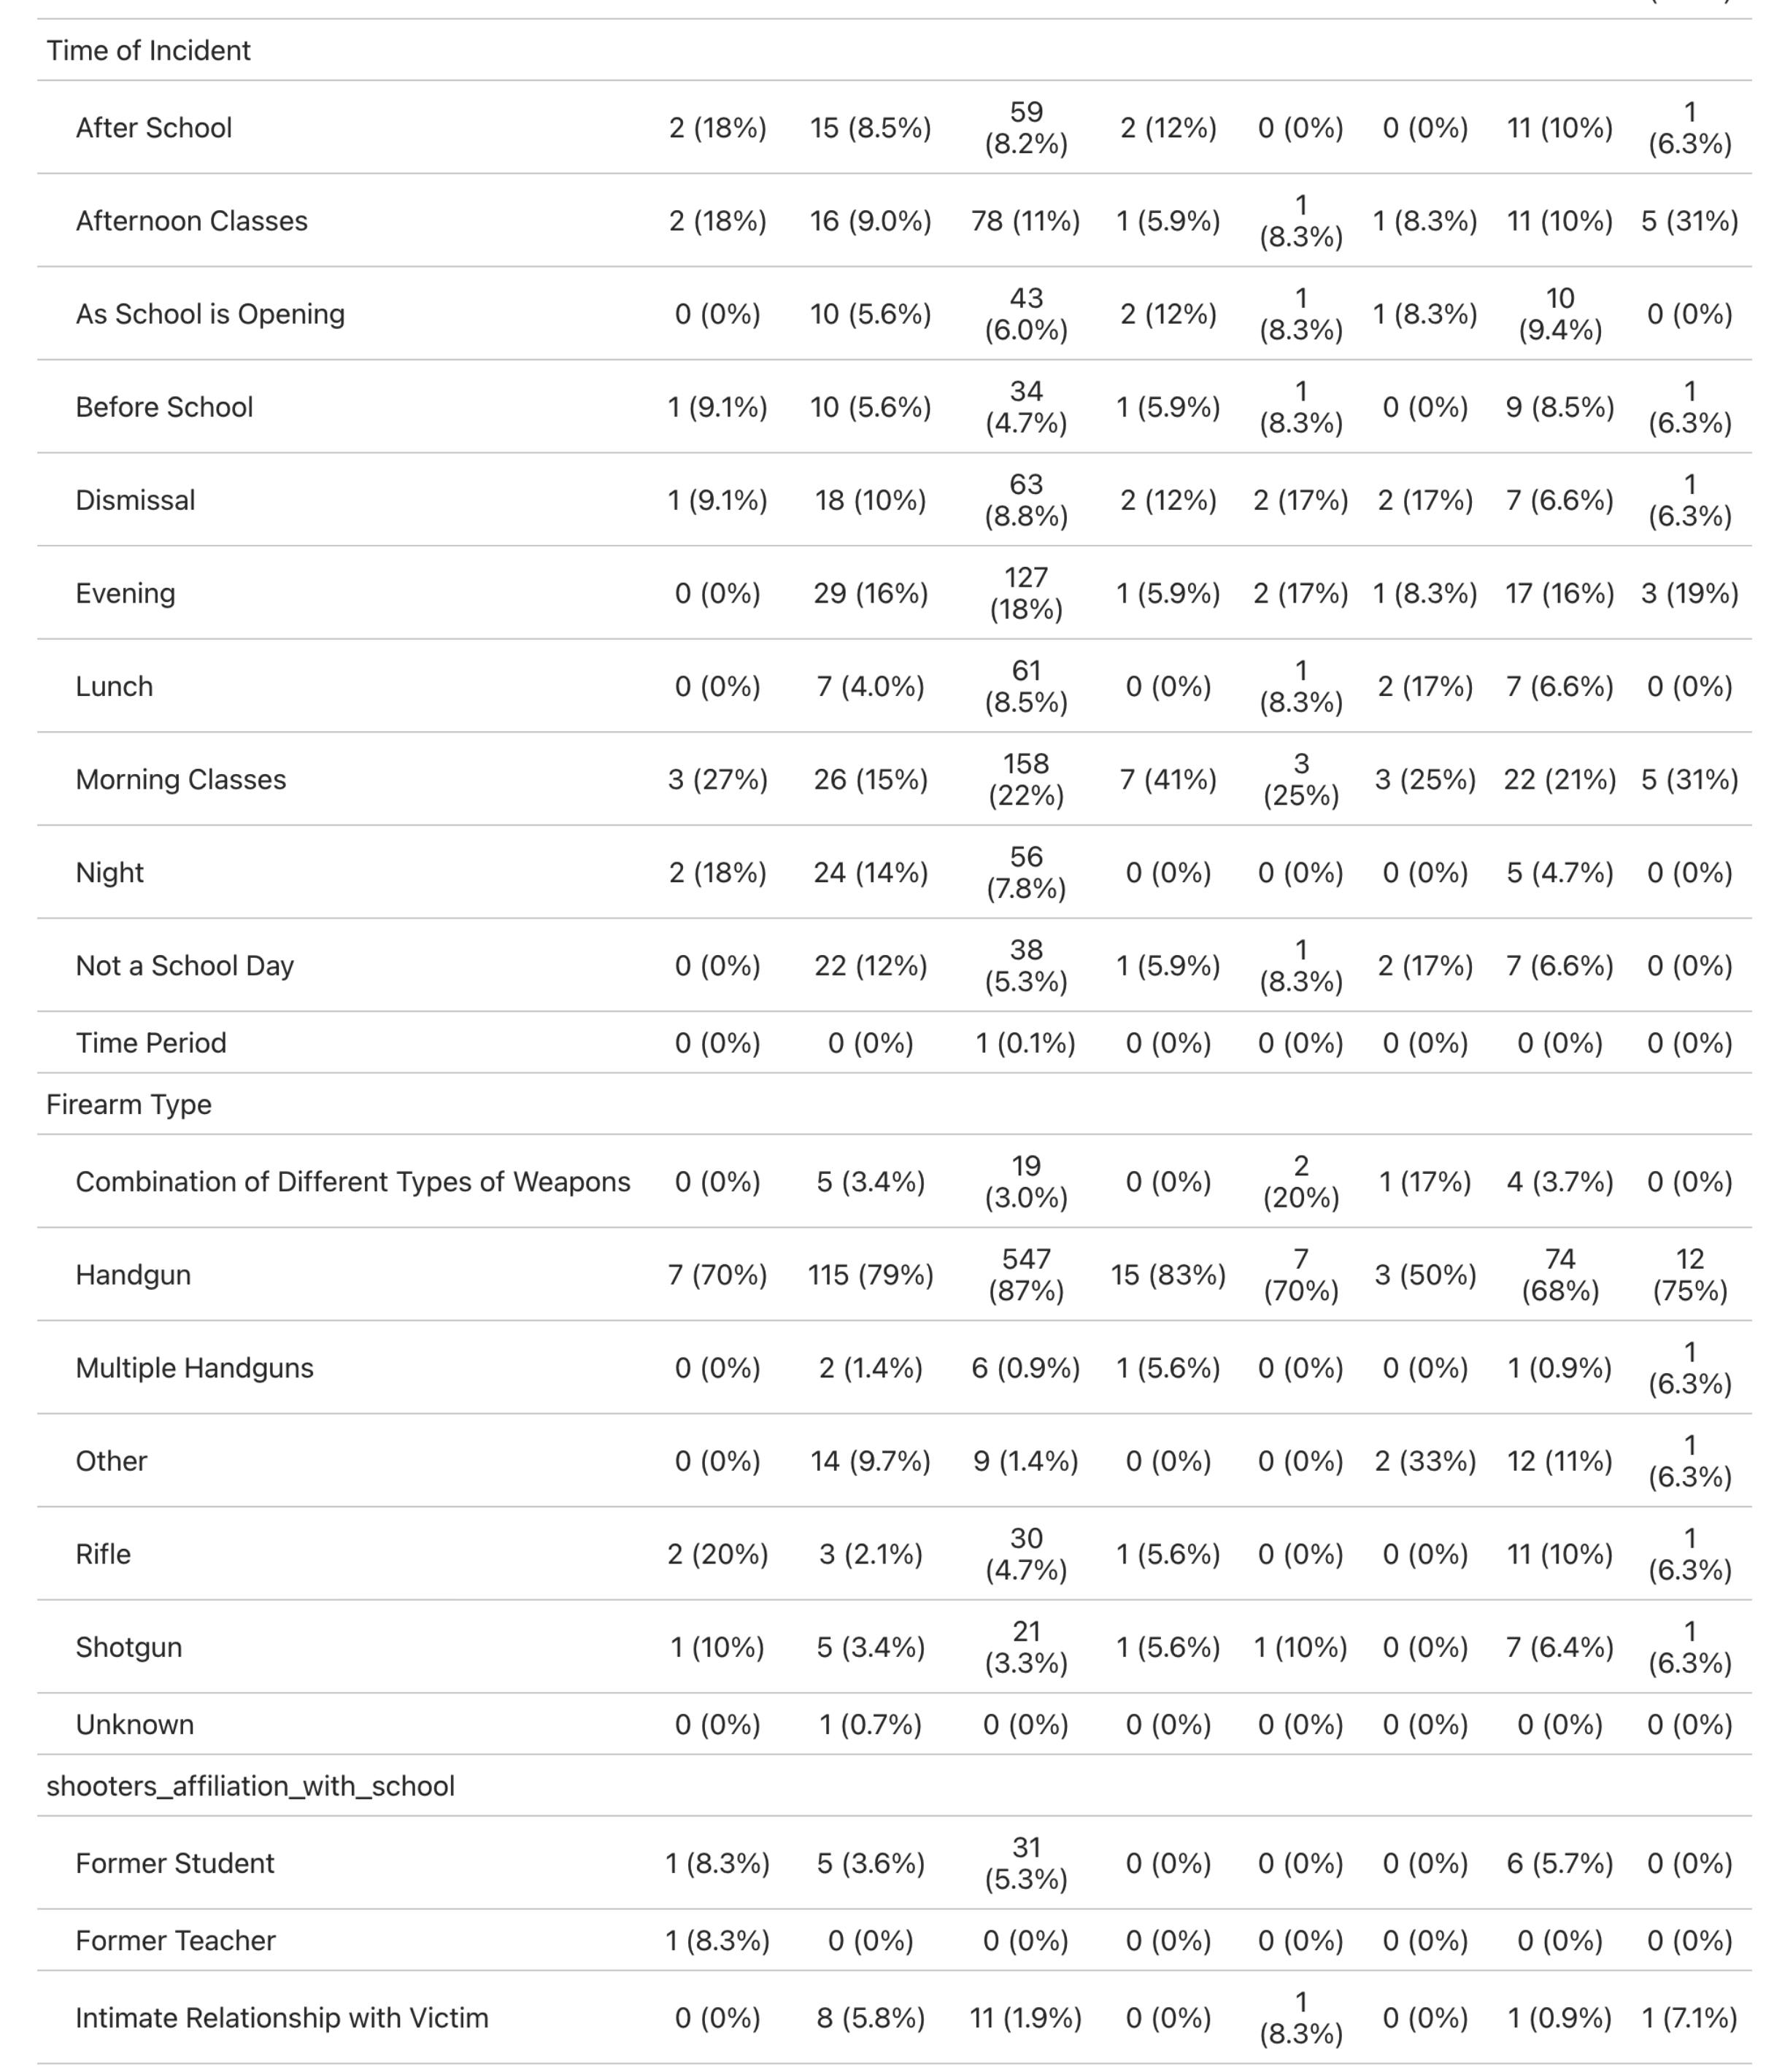 Time of Incident
After School 2 (18%) 15 (8.5%) 59 (8.2%) 2 (12%) 0 (0%) 0 (0%) 11 (10%) 1 (6.3%)
Afternoon Classes 2 (18%) 16 (9.0%) 78 (11%) 1 (5.9%) 1 (8.3%) 1 (8.3%) 11 (10%) 5 (31%)
As School is Opening 0 (0%) 10 (5.6%) 43 (6.0%) 2 (12%) 1 (8.3%) 1 (8.3%) 10 (9.4%) 0 (0%)
Before School 1 (9.1%) 10 (5.6%) 34 (4.7%) 1 (5.9%) 1 (8.3%) 0 (0%) 9 (8.5%) 1 (6.3%)
Dismissal 1 (9.1%) 18 (10%) 63 (8.8%) 2 (12%) 2 (17%) 2 (17%) 7 (6.6%) 1 (6.3%)
Evening 0 (0%) 29 (16%) 127 (18%) 1 (5.9%) 2 (17%) 1 (8.3%) 17 (16%) 3 (19%)
Lunch 0 (0%) 7 (4.0%) 61 (8.5%) 0 (0%) 1 (8.3%) 2 (17%) 7 (6.6%) 0 (0%)
Morning Classes 3 (27%) 26 (15%) 158 (22%) 7 (41%) 3 (25%) 3 (25%) 22 (21%) 5 (31%)
Night 2 (18%) 24 (14%) 56 (7.8%) 0 (0%) 0 (0%) 0 (0%) 5 (4.7%) 0 (0%)
Not a School Day 0 (0%) 22 (12%) 38 (5.3%) 1 (5.9%) 1 (8.3%) 2 (17%) 7 (6.6%) 0 (0%)
Time Period 0 (0%) 0 (0%) 1 (0.1%) 0 (0%) 0 (0%) 0 (0%) 0 (0%) 0 (0%)
Firearm Type
Combination of Different Types of Weapons 0 (0%) 5 (3.4%) 19 (3.0%) 0 (0%) 2 (20%) 1 (17%) 4 (3.7%) 0 (0%)
Handgun 7 (70%) 115 (79%) 547 (87%) 15 (83%) 7 (70%) 3 (50%) 74 (68%) 12 (75%)
Multiple Handguns 0 (0%) 2 (1.4%) 6 (0.9%) 1 (5.6%) 0 (0%) 0 (0%) 1 (0.9%) 1 (6.3%)
Other 0 (0%) 14 (9.7%) 9 (1.4%) 0 (0%) 0 (0%) 2 (33%) 12 (11%) 1 (6.3%)
Rifle 2 (20%) 3 (2.1%) 30 (4.7%) 1 (5.6%) 0 (0%) 0 (0%) 11 (10%) 1 (6.3%)
Shotgun 1 (10%) 5 (3.4%) 21 (3.3%) 1 (5.6%) 1 (10%) 0 (0%) 7 (6.4%) 1 (6.3%)
Unknown 0 (0%) 1 (0.7%) 0 (0%) 0 (0%) 0 (0%) 0 (0%) 0 (0%) 0 (0%)
shooters_affiliation_with_school
Former Student 1 (8.3%) 5 (3.6%) 31 (5.3%) 0 (0%) 0 (0%) 0 (0%) 6 (5.7%) 0 (0%)
Former Teacher 1 (8.3%) 0 (0%) 0 (0%) 0 (0%) 0 (0%) 0 (0%) 0 (0%) 0 (0%)
Intimate Relationship with Victim 0 (0%) 8 (5.8%) 11 (1.9%) 0 (0%) 1 (8.3%) 0 (0%) 1 (0.9%) 1 (7.1%)